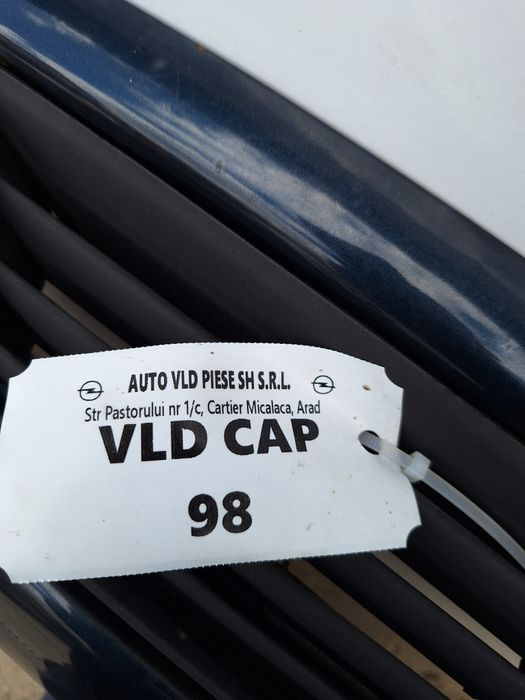 AUTO VLD PIESE SH S.R.L.
Str Pastorului nr 1/c, Cartier Micalaca, Arad
VLD CAP
98